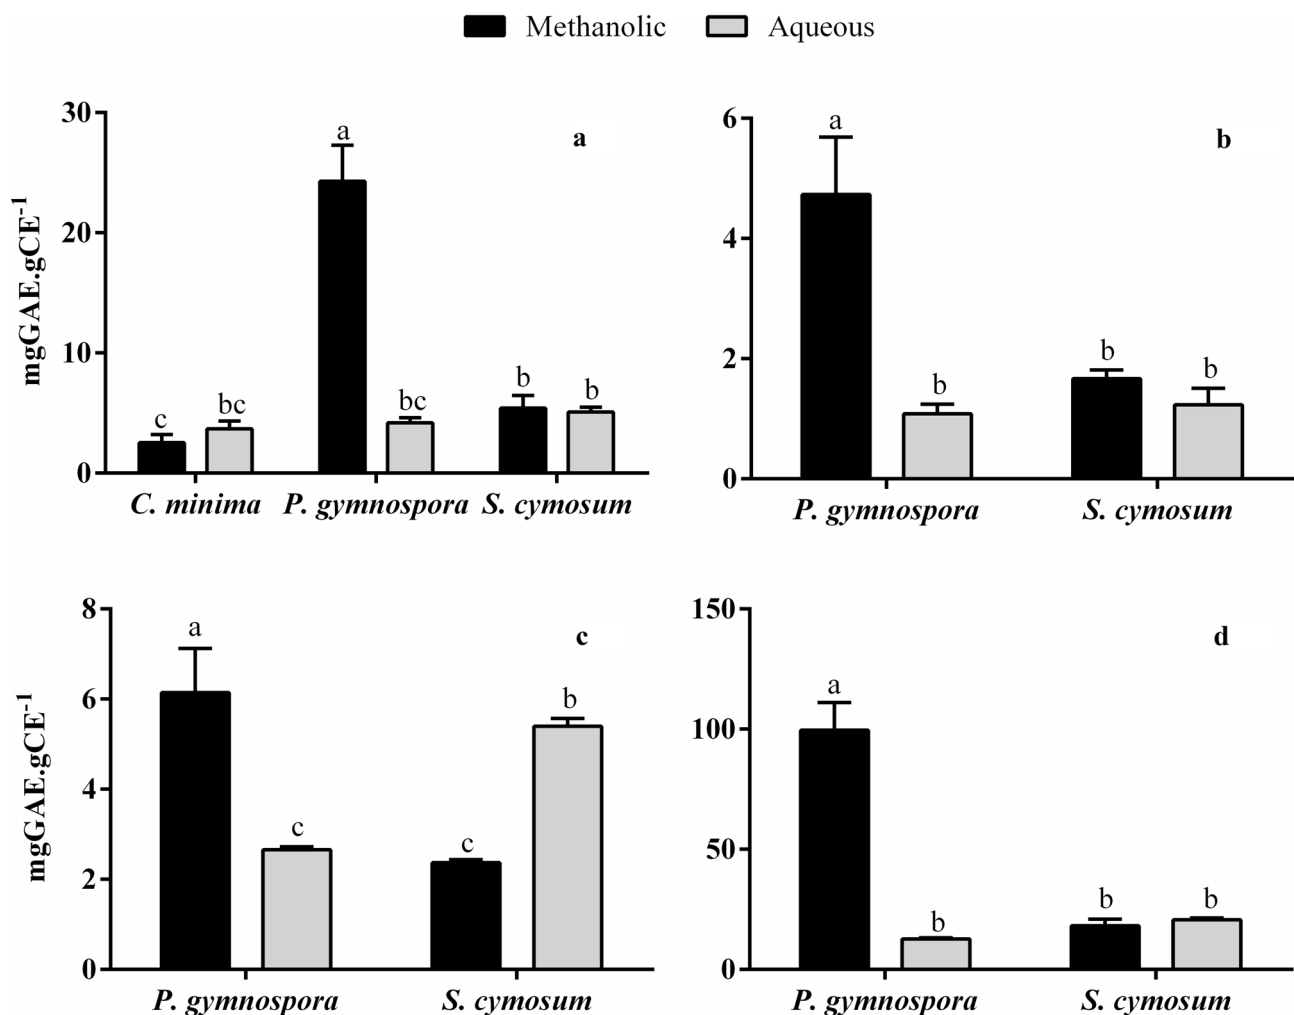 Methanolic Aqueous
30
20
10
0
mgGAE.gCE⁻¹
a
c
bc
a
bc
b
b
C. minima P. gymnospora S. cymosum
6
4
2
0
b
a
b
b
b
P. gymnospora S. cymosum
8
6
4
2
0
mgGAE.gCE⁻¹
c
a
c
c
b
P. gymnospora S. cymosum
150
100
50
0
d
a
b
b
b
P. gymnospora S. cymosum